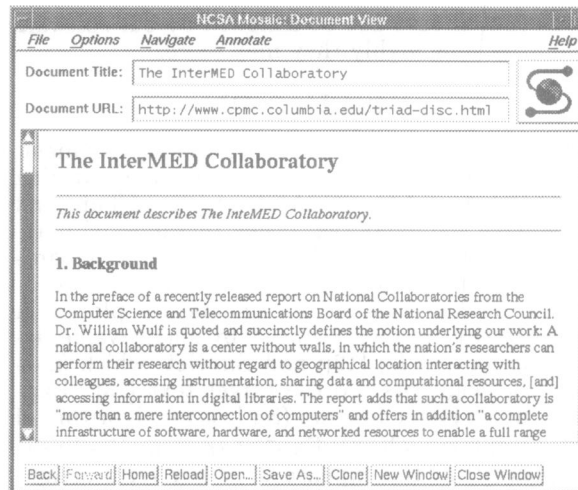 NCSA Mosaic: Document View
File Options Navigate Annotate Help
Document Title: The InterMED Collaboratory
Document URL: http://www.cpmc.columbia.edu/triad-disc.html
The InterMED Collaboratory
This document describes The InteMED Collaboratory.
1. Background
In the preface of a recently released report on National Collaboratories from the
Computer Science and Telecommunications Board of the National Research Council.
Dr. William Wulf is quoted and succinctly defines the notion underlying our work: A
national collaboratory is a center without walls, in which the nation's researchers can
perform their research without regard to geographical location interacting with
colleagues, accessing instrumentation, sharing data and computational resources, [and]
accessing information in digital libraries. The report adds that such a collaboratory is
"more than a mere interconnection of computers" and offers in addition "a complete
infrastructure of software, hardware, and networked resources to enable a full range
Back Forward Home Reload Open... Save As... Clone New Window Close Window